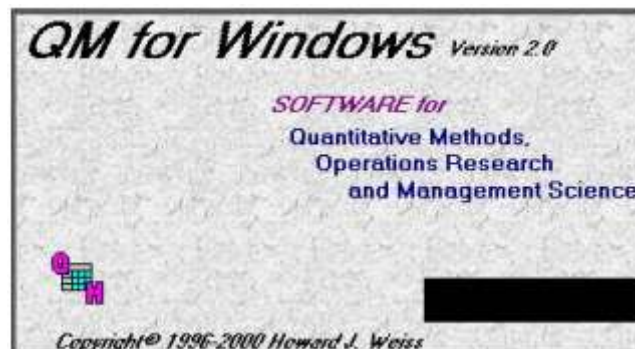 QM for Windows Version 2.0
SOFTWARE for
Quantitative Methods,
Operations Research
and Management Science
Q
M
Copyright© 1996-2000 Howard J. Weiss